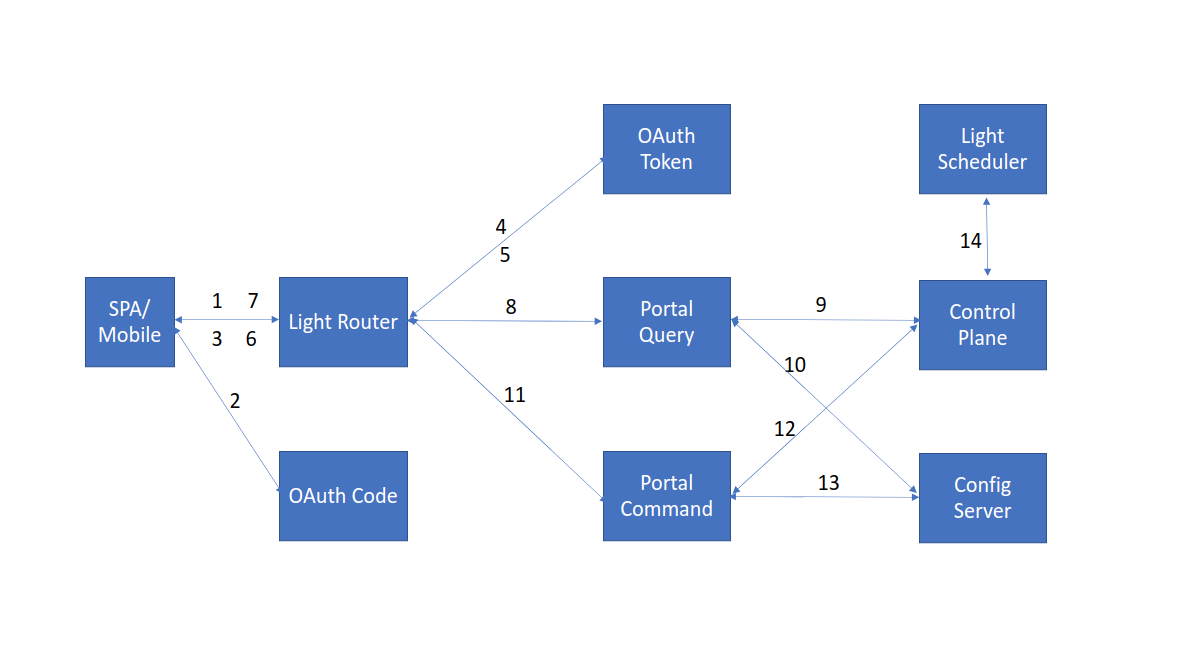 OAuth
Token
Light
Scheduler
4
5
14
SPA/
Mobile
1 7
3 6
Light Router
8
Portal
Query
9
Control
Plane
2
11
10
12
OAuth Code
Portal
Command
13
Config
Server